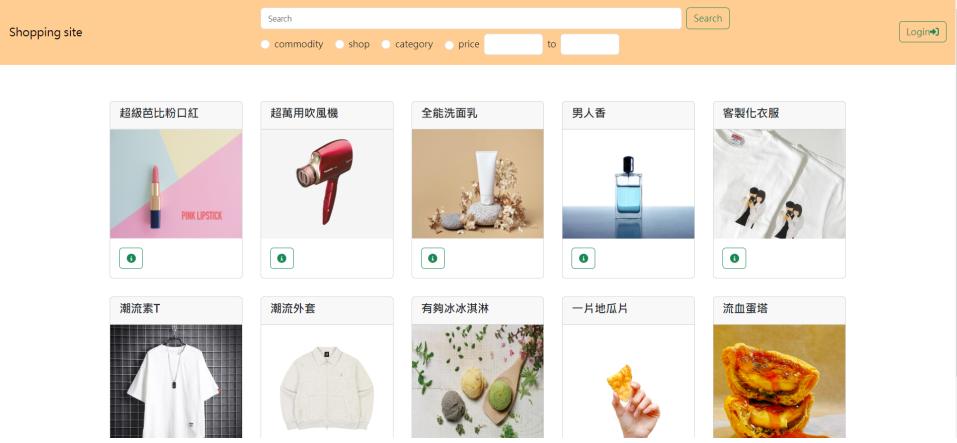 Shopping site
Search
Search
commodity shop category price to
Login
超級芭比粉口紅
超萬用吹風機
全能洗面乳
男人香
客製化衣服
PINK LIPSTICK
潮流素T
潮流外套
有夠冰冰淇淋
一片地瓜片
流血蛋塔